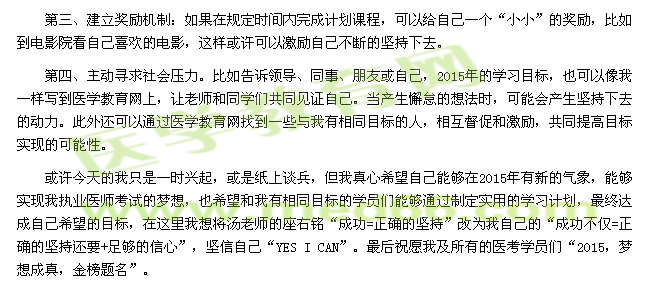 第三、建立奖励机制：如果在规定时间内完成计划课程，可以给自己一个“小小”的奖励，比如
到电影院看自己喜欢的电影，这样或许可以激励自己不断的坚持下去。
第四、主动寻求社会压力。比如告诉领导、同事、朋友或自己，2015年的学习目标，也可以像我
一样写到医学教育网上，让老师和同学们共同见证自己。当产生懈怠的想法时，可能会产生坚持下去
的动力。此外还可以通过医学教育网找到一些与我有相同目标的人，相互督促和激励，共同提高目标
实现的可能性。
或许今天的我只是一时兴起，或是纸上谈兵，但我真心希望自己能够在2015年有新的气象，能够
实现我执业医师考试的梦想，也希望和我有相同目标的学员们能够通过制定实用的学习计划，最终达
成自己希望的目标，在这里我想将汤老师的座右铭“成功=正确的坚持”改为我自己的“成功不仅=正
确的坚持还要+足够的信心”，坚信自己“YES I CAN”。最后祝愿我及所有的医考学员们“2015，梦
想成真，金榜题名”。
医学教育网
www.med66.com